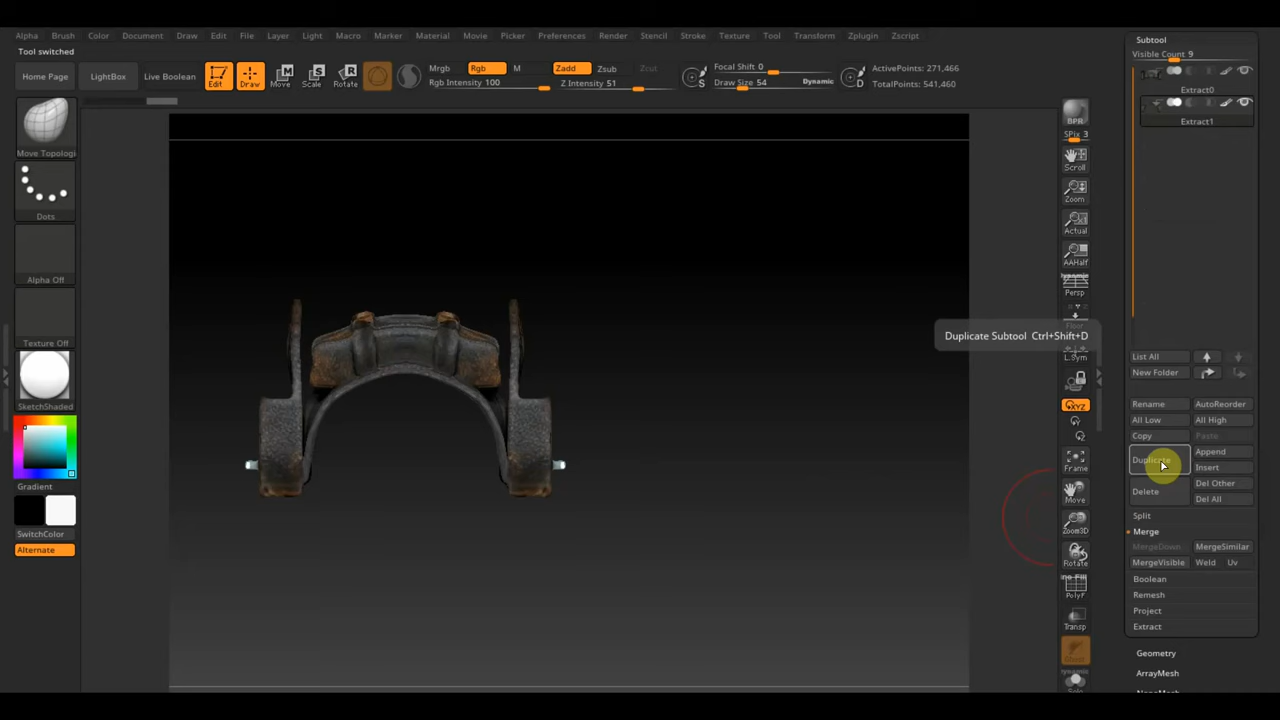 Alpha Brush Color Document Draw Edit File Layer Light Macro Marker Material Movie Picker Preferences Render Stencil Stroke Texture Tool Transform Zplugin Zscript
Tool switched
Home Page
LightBox
Live Boolean
Edit
Draw
Move
Scale
Rotate
Mrgb Rgb M
Rgb Intensity 100
Zadd Zsub Zcut
Z Intensity 51
S
Focal Shift 0
Draw Size 54 Dynamic
D
ActivePoints: 271,466
TotalPoints: 541,460
Move Topologi
Dots
Alpha Off
Texture Off
SketchShaded
Gradient
SwitchColor
Alternate
BPR
SPix 3
Scroll
Zoom
Actual
AAHalf
Dynamic
Persp
Floor
L.Sym
XYZ
Y
Z
Frame
Move
Zoom3D
Rotate
PolyF
Transp
Ghost
Dynamic
Solo
Duplicate Subtool Ctrl+Shift+D
Subtool
Visible Count 9
Extract0
Extract1
List All
New Folder
Rename AutoReorder
All Low All High
Copy Paste
Duplicate Append
Insert
Delete Del Other
Del All
Split
Merge
MergeDown MergeSimilar
MergeVisible Weld Uv
Boolean
Remesh
Project
Extract
Geometry
ArrayMesh